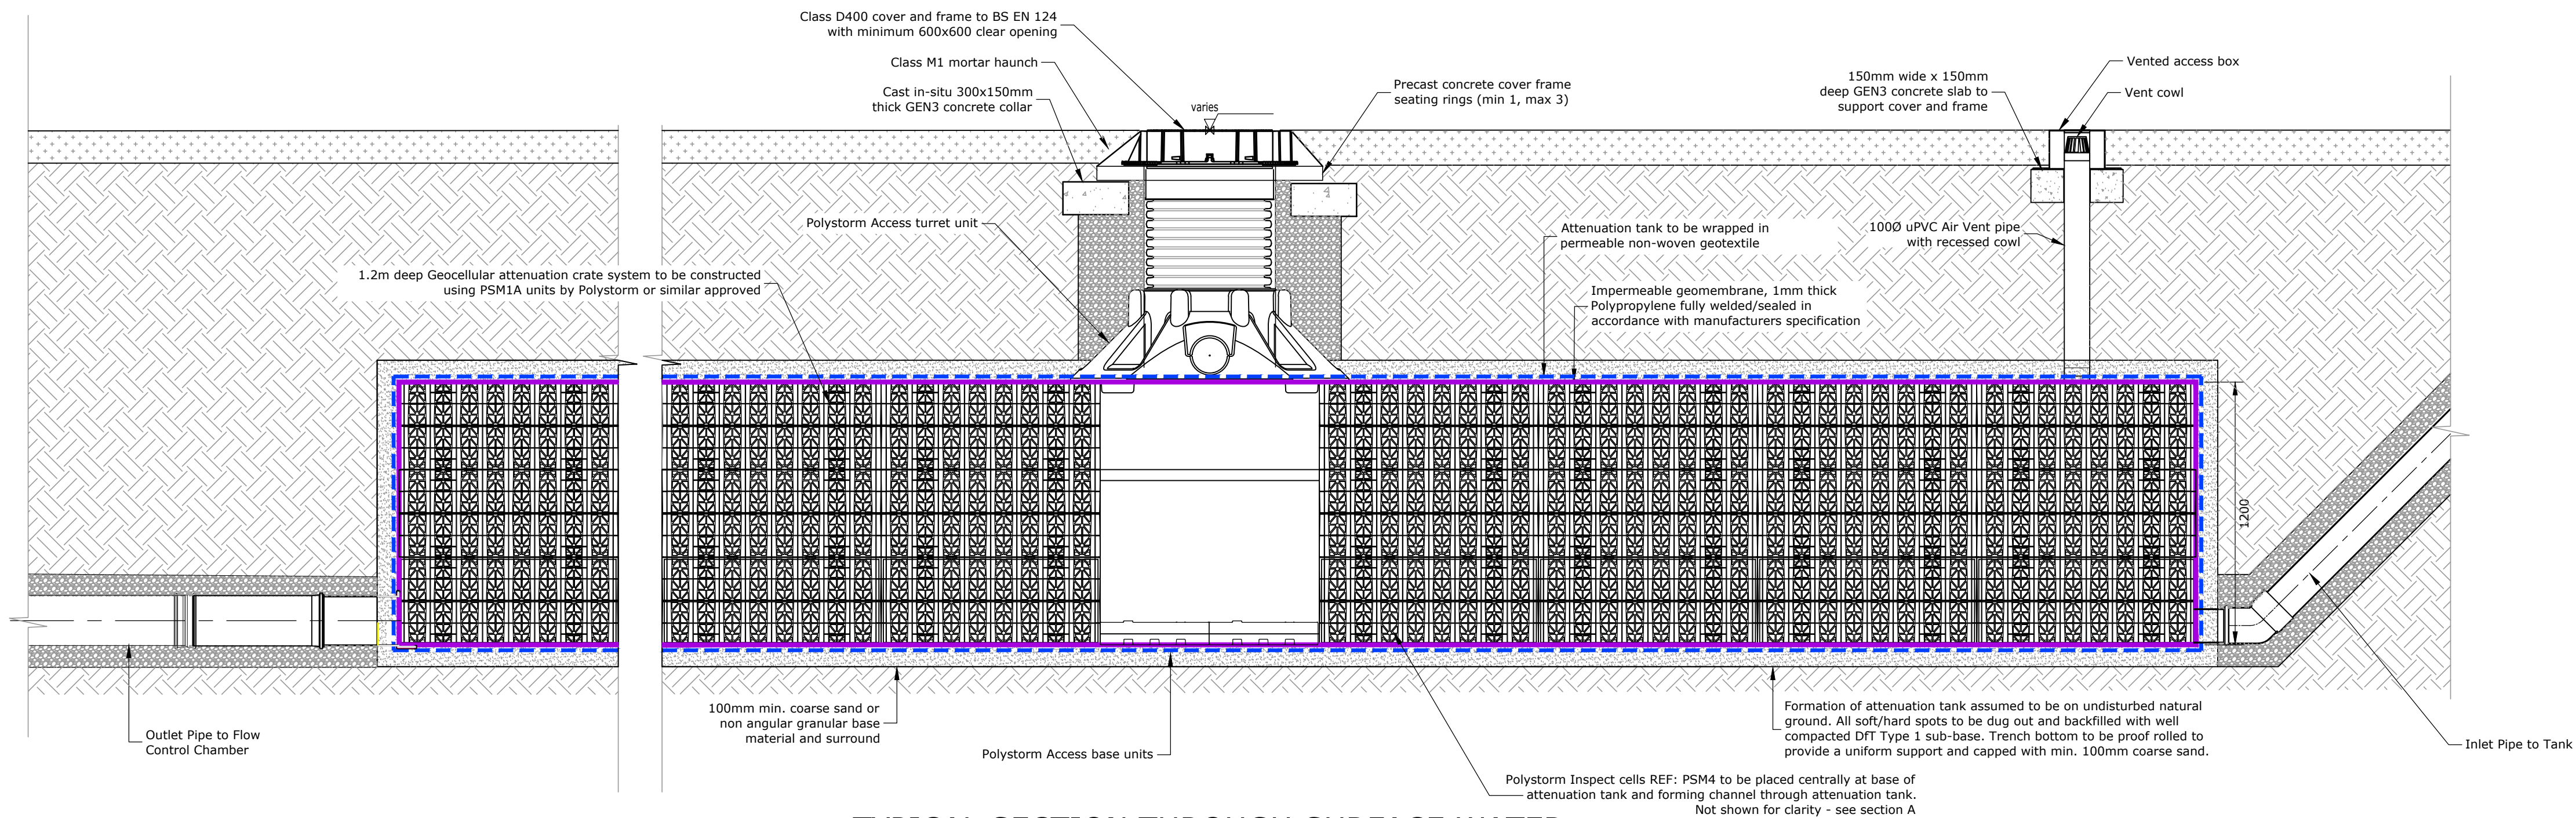 Class D400 cover and frame to BS EN 124
with minimum 600x600 clear opening
Class M1 mortar haunch
Cast in-situ 300x150mm
thick GEN3 concrete collar
varies
Precast concrete cover frame
seating rings (min 1, max 3)
150mm wide x 150mm
deep GEN3 concrete slab to
support cover and frame
Vented access box
Vent cowl
Polystorm Access turret unit
Attenuation tank to be wrapped in
permeable non-woven geotextile
100Ø uPVC Air Vent pipe
with recessed cowl
1.2m deep Geocellular attenuation crate system to be constructed
using PSM1A units by Polystorm or similar approved
Impermeable geomembrane, 1mm thick
Polypropylene fully welded/sealed in
accordance with manufacturers specification
1200
Outlet Pipe to Flow
Control Chamber
100mm min. coarse sand or
non angular granular base
material and surround
Polystorm Access base units
Formation of attenuation tank assumed to be on undisturbed natural
ground. All soft/hard spots to be dug out and backfilled with well
compacted DfT Type 1 sub-base. Trench bottom to be proof rolled to
provide a uniform support and capped with min. 100mm coarse sand.
Inlet Pipe to Tank
Polystorm Inspect cells REF: PSM4 to be placed centrally at base of
attenuation tank and forming channel through attenuation tank.
Not shown for clarity - see section A
TYPICAL SECTION THROUGH SURFACE WATER